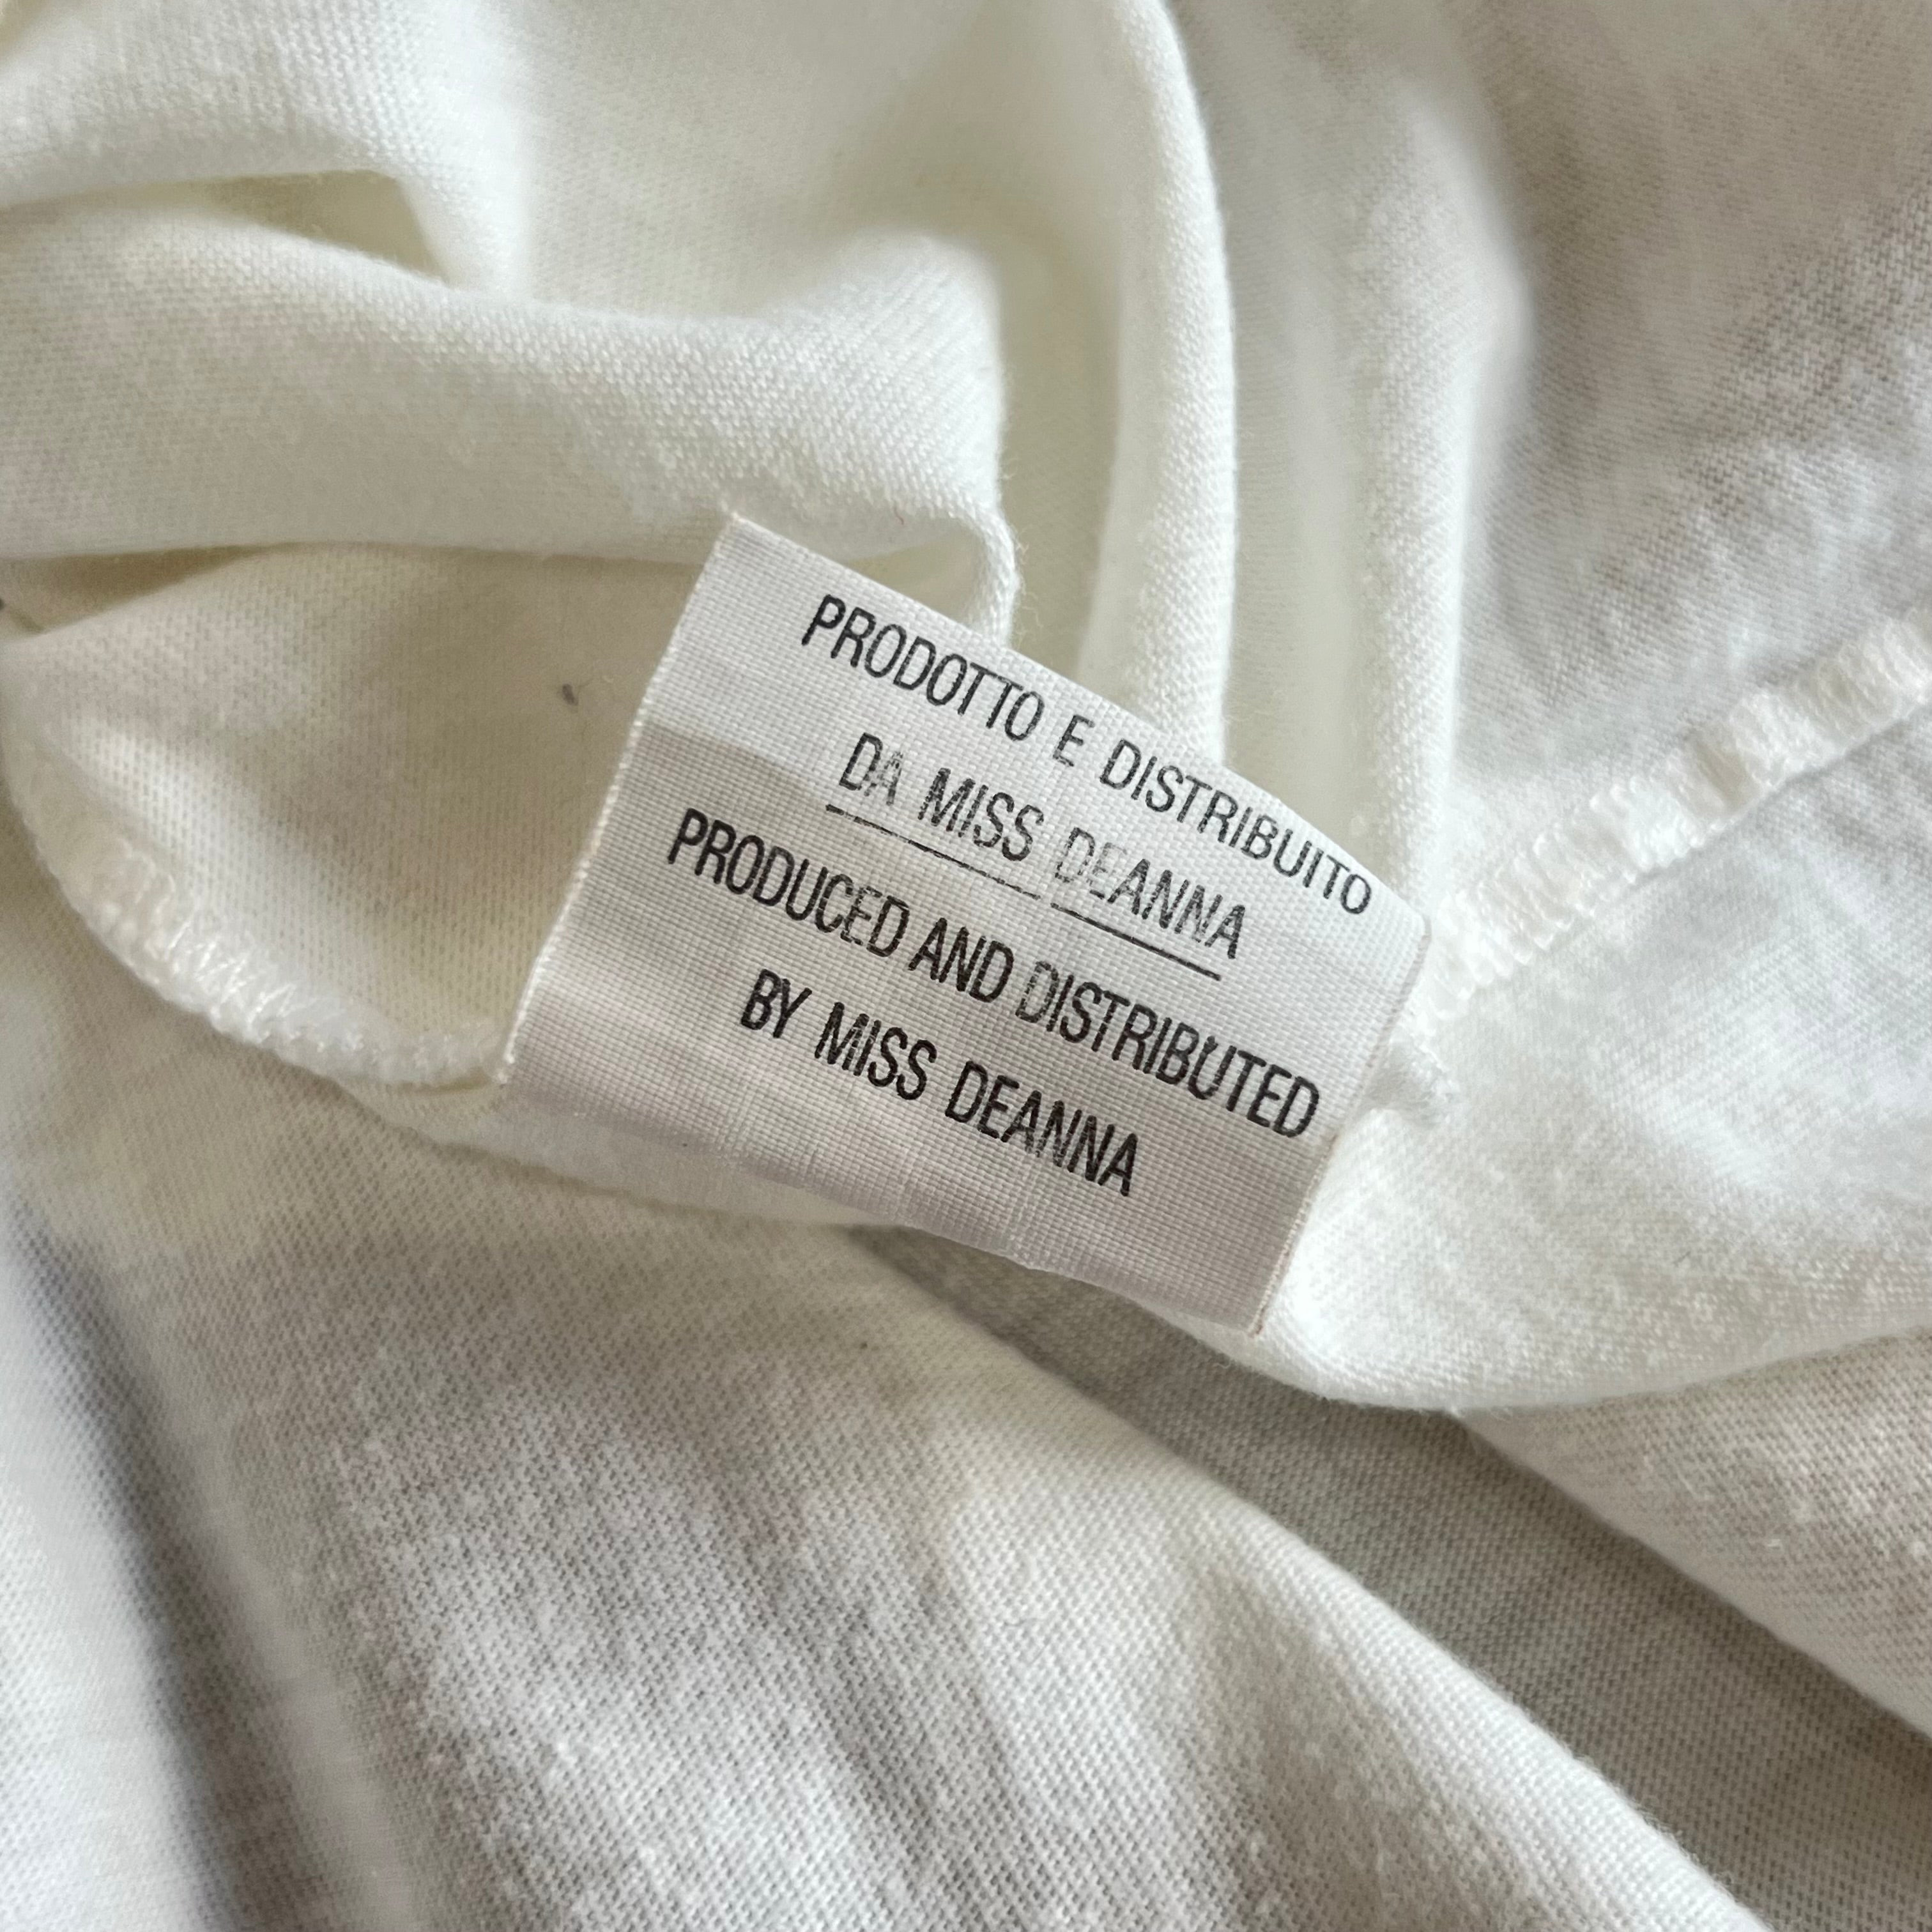 PRODOTTO E DISTRIBUITO
DA MISS DEANNA
PRODUCED AND DISTRIBUTED
BY MISS DEANNA